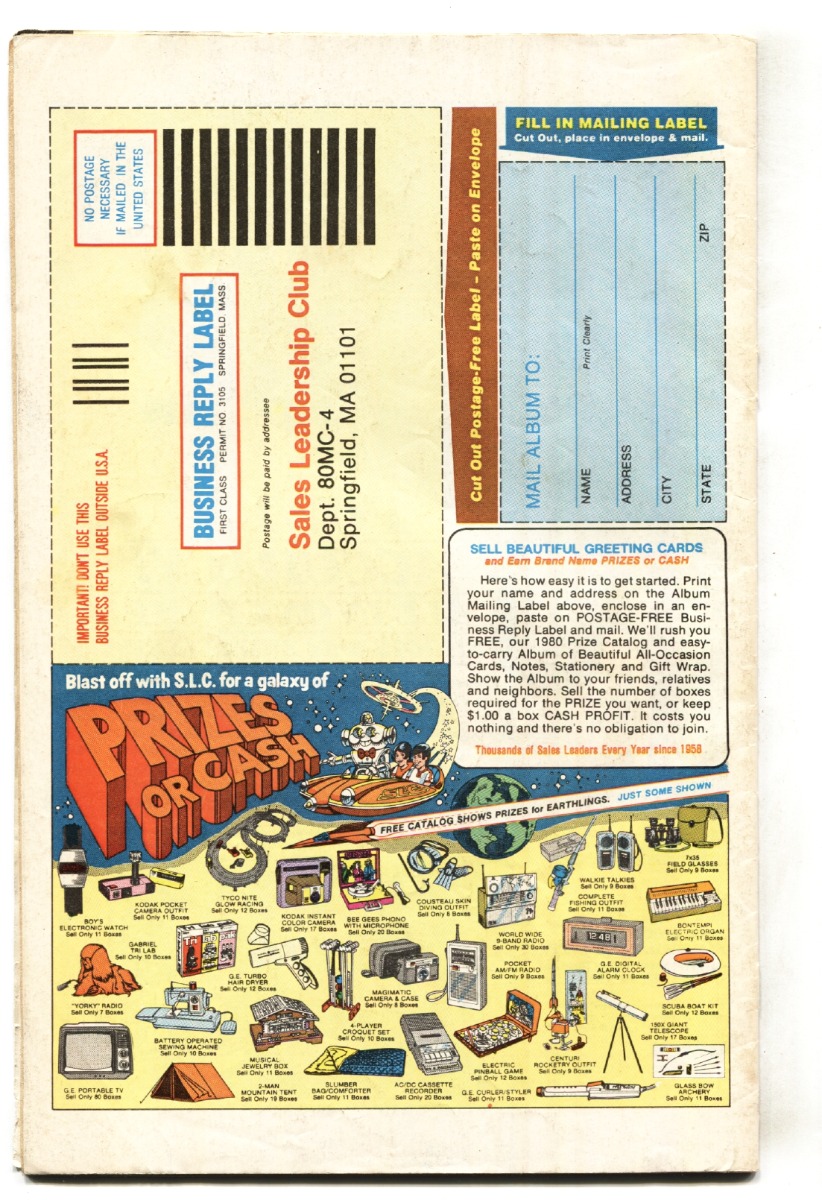 NO POSTAGE
NECESSARY
IF MAILED IN THE
UNITED STATES
IMPORTANT! DON'T USE THIS
BUSINESS REPLY LABEL OUTSIDE U.S.A.
BUSINESS REPLY LABEL
FIRST CLASS PERMIT NO. 3105 SPRINGFIELD, MASS.
Postage will be paid by addressee
Sales Leadership Club
Dept. 80MC-4
Springfield, MA 01101
Cut Out Postage-Free Label - Paste on Envelope
FILL IN MAILING LABEL
Cut Out, place in envelope & mail.
MAIL ALBUM TO:
NAME
Print Clearly
ADDRESS
CITY
STATE
ZIP
SELL BEAUTIFUL GREETING CARDS
and Earn Brand Name PRIZES or CASH
Here's how easy it is to get started. Print
your name and address on the Album
Mailing Label above, enclose in an en-
velope, paste on POSTAGE-FREE Busi-
ness Reply Label and mail. We'll rush you
FREE, our 1980 Prize Catalog and easy-
to-carry Album of Beautiful All-Occasion
Cards, Notes, Stationery and Gift Wrap.
Show the Album to your friends, relatives
and neighbors. Sell the number of boxes
required for the PRIZE you want, or keep
$1.00 a box CASH PROFIT. It costs you
nothing and there's no obligation to join.
Thousands of Sales Leaders Every Year since 1958
Blast off with S.L.C. for a galaxy of
PRIZES
OR CASH
SLC
FREE CATALOG SHOWS PRIZES for EARTHLINGS. JUST SOME SHOWN
BOY'S
ELECTRONIC WATCH
Sell Only 11 Boxes
KODAK POCKET
CAMERA OUTFIT
Sell Only 11 Boxes
TYCO NITE
GLOW RACING
Sell Only 12 Boxes
KODAK INSTANT
COLOR CAMERA
Sell Only 17 Boxes
BEE GEES PHONO
WITH MICROPHONE
Sell Only 20 Boxes
COUSTEAU SKIN
DIVING OUTFIT
Sell Only 6 Boxes
WORLD WIDE
9-BAND RADIO
Sell Only 30 Boxes
COMPLETE
FISHING OUTFIT
Sell Only 11 Boxes
WALKIE TALKIES
Sell Only 9 Boxes
7x35
FIELD GLASSES
Sell Only 9 Boxes
BONTEMPI
ELECTRIC ORGAN
Sell Only 11 Boxes
"YORKY" RADIO
Sell Only 7 Boxes
GABRIEL
TRI LAB
Sell Only 10 Boxes
G.E. TURBO
HAIR DRYER
Sell Only 12 Boxes
MAGIMATIC
CAMERA & CASE
Sell Only 8 Boxes
POCKET
AM/FM RADIO
Sell Only 9 Boxes
12:48
G.E. DIGITAL
ALARM CLOCK
Sell Only 11 Boxes
SCUBA BOAT KIT
Sell Only 12 Boxes
BATTERY OPERATED
SEWING MACHINE
Sell Only 10 Boxes
MUSICAL
JEWELRY BOX
Sell Only 11 Boxes
4-PLAYER
CROQUET SET
Sell Only 10 Boxes
ELECTRIC
PINBALL GAME
Sell Only 12 Boxes
CENTURI
ROCKETRY OUTFIT
Sell Only 9 Boxes
150X GIANT
TELESCOPE
Sell Only 17 Boxes
G.E. PORTABLE TV
Sell Only 80 Boxes
2-MAN
MOUNTAIN TENT
Sell Only 19 Boxes
SLUMBER
BAG/COMFORTER
Sell Only 11 Boxes
AC/DC CASSETTE
RECORDER
Sell Only 20 Boxes
G.E. CURLER/STYLER
Sell Only 11 Boxes
GLASS BOW
ARCHERY
Sell Only 11 Boxes